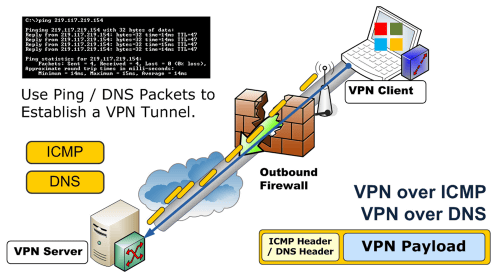 C:\>ping 219.117.219.154
Pinging 219.117.219.154 with 32 bytes of data:
Reply from 219.117.219.154: bytes=32 time=14ms TTL=47
Reply from 219.117.219.154: bytes=32 time=14ms TTL=47
Reply from 219.117.219.154: bytes=32 time=15ms TTL=47
Reply from 219.117.219.154: bytes=32 time=14ms TTL=47
Ping statistics for 219.117.219.154:
Packets: Sent = 4, Received = 4, Lost = 0 (0% loss),
Approximate round trip times in milli-seconds:
Minimum = 14ms, Maximum = 15ms, Average = 14ms
Use Ping / DNS Packets to
Establish a VPN Tunnel.
VPN Client
ICMP
DNS
Outbound
Firewall
VPN Server
VPN over ICMP
VPN over DNS
ICMP Header
/ DNS Header
VPN Payload